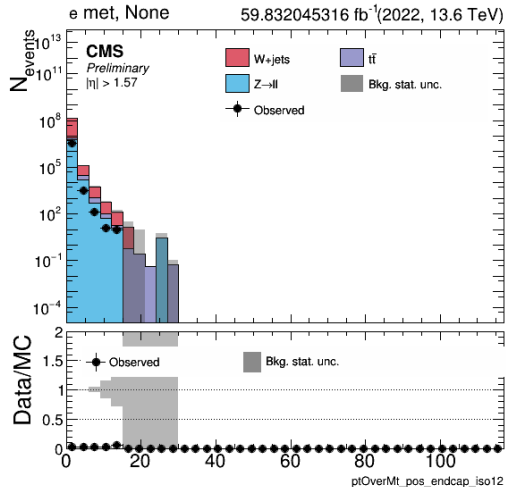 e met, None 59.832045316 fb⁻¹(2022, 13.6 TeV)
N_events
10¹³
10¹¹
10⁸
10⁵
10²
10⁻¹
10⁻⁴
CMS
Preliminary
|η| > 1.57
W+jets
tt̄
Z→ll
Bkg. stat. unc.
Observed
Data/MC
2
1.5
1
0.5
0
Observed
Bkg. stat. unc.
0 20 40 60 80 100
ptOverMt_pos_endcap_iso12